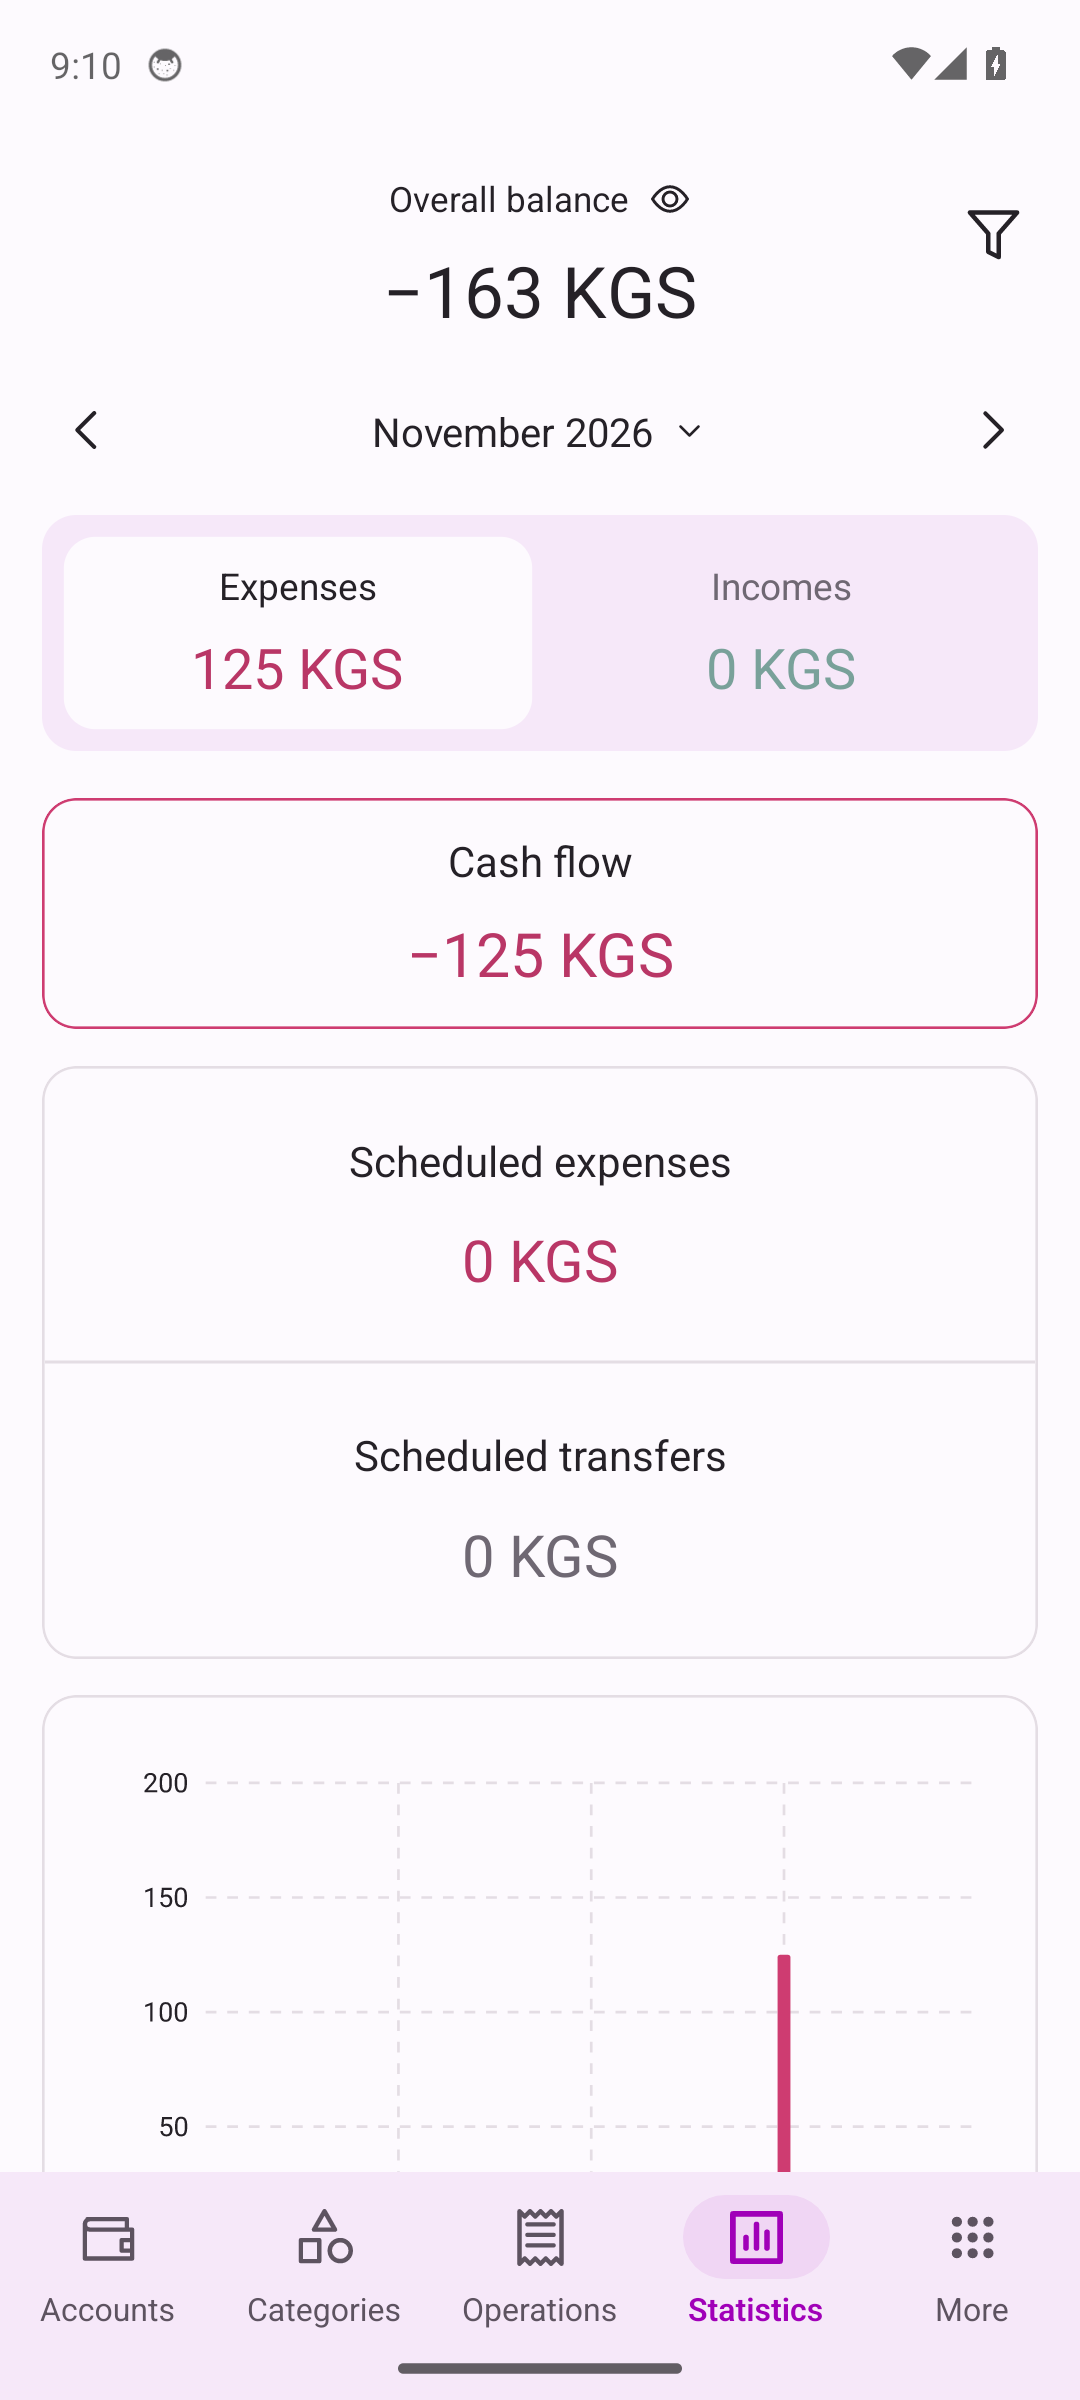 9:10
Overall balance
−163 KGS
November 2026
Expenses
125 KGS
Incomes
0 KGS
Cash flow
−125 KGS
Scheduled expenses
0 KGS
Scheduled transfers
0 KGS
200
150
100
50
Accounts
Categories
Operations
Statistics
More